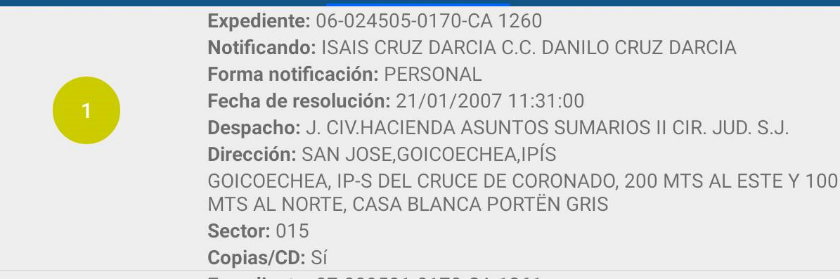 Expediente: 06-024505-0170-CA 1260
Notificando: ISAIS CRUZ DARCIA C.C. DANILO CRUZ DARCIA
Forma notificación: PERSONAL
1
Fecha de resolución: 21/01/2007 11:31:00
Despacho: J. CIV.HACIENDA ASUNTOS SUMARIOS II CIR. JUD. S.J.
Dirección: SAN JOSE,GOICOECHEA,IPÍS
GOICOECHEA, IP-S DEL CRUCE DE CORONADO, 200 MTS AL ESTE Y 100
MTS AL NORTE, CASA BLANCA PORTËN GRIS
Sector: 015
Copias/CD: Sí